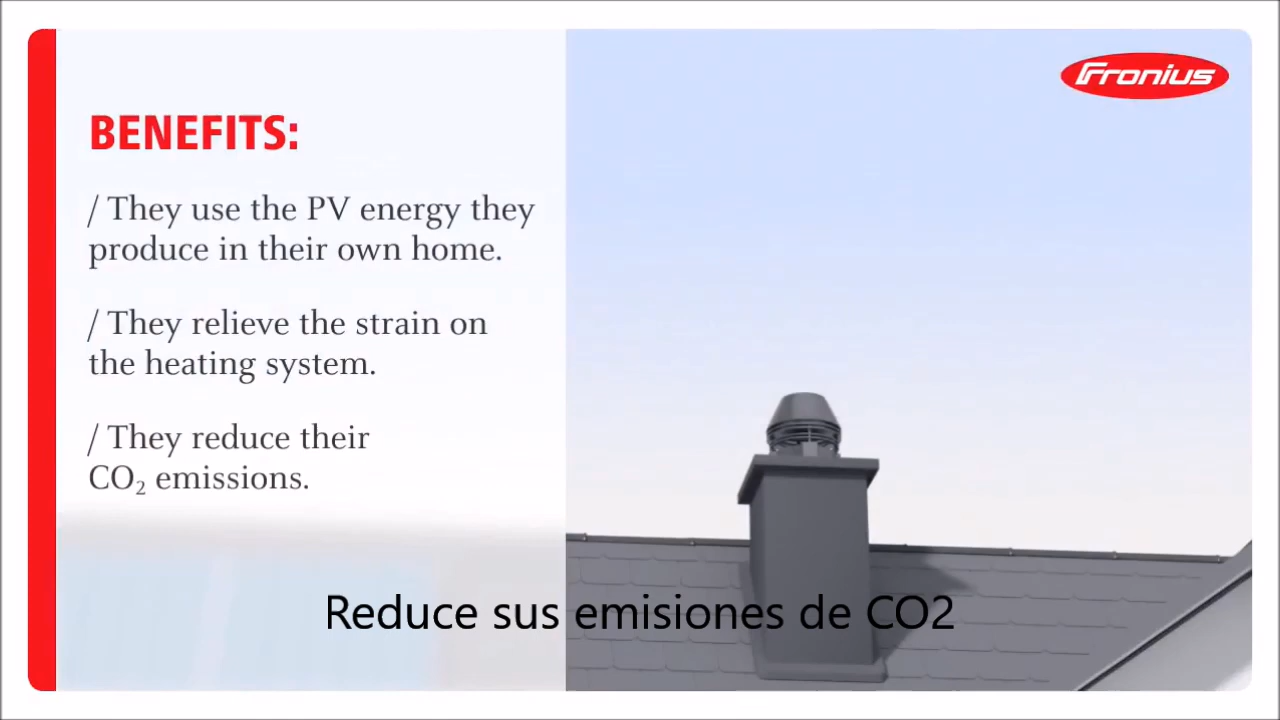 Fronius
BENEFITS:
/ They use the PV energy they
produce in their own home.
/ They relieve the strain on
the heating system.
/ They reduce their
CO₂ emissions.
Reduce sus emisiones de CO2